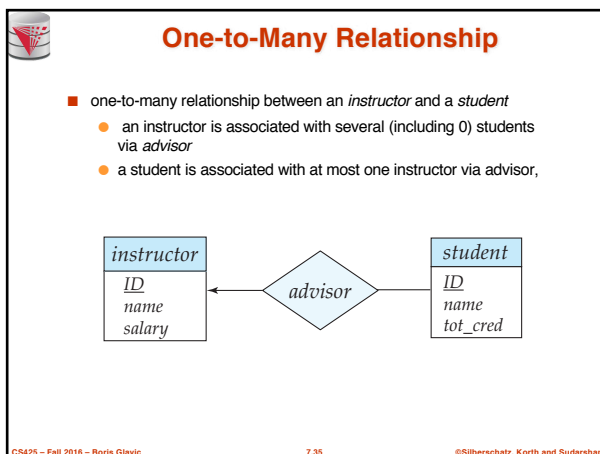 One-to-Many Relationship
one-to-many relationship between an instructor and a student
an instructor is associated with several (including 0) students
via advisor
a student is associated with at most one instructor via advisor,
instructor
ID
name
salary
advisor
student
ID
name
tot_cred
CS425 – Fall 2016 – Boris Glavic
7.35
©Silberschatz, Korth and Sudarshan